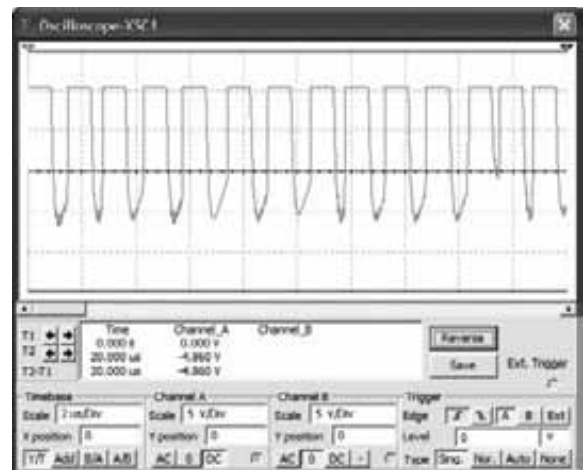 Oscilloscope-XSC1
Time Channel_A Channel_B
T1 0.000 s 0.000 V
T2 20.000 us -4.860 V
T2-T1 20.000 us -4.860 V
Reverse
Save
Ext. Trigger
Timebase
Scale 2 us/Div
X position 0
Y/T Add B/A A/B
Channel A
Scale 5 V/Div
Y position 0
AC 0 DC
Channel B
Scale 5 V/Div
Y position 0
AC 0 DC -
Trigger
Edge A B Ext
Level 0 V
Type Sing. Nor. Auto None